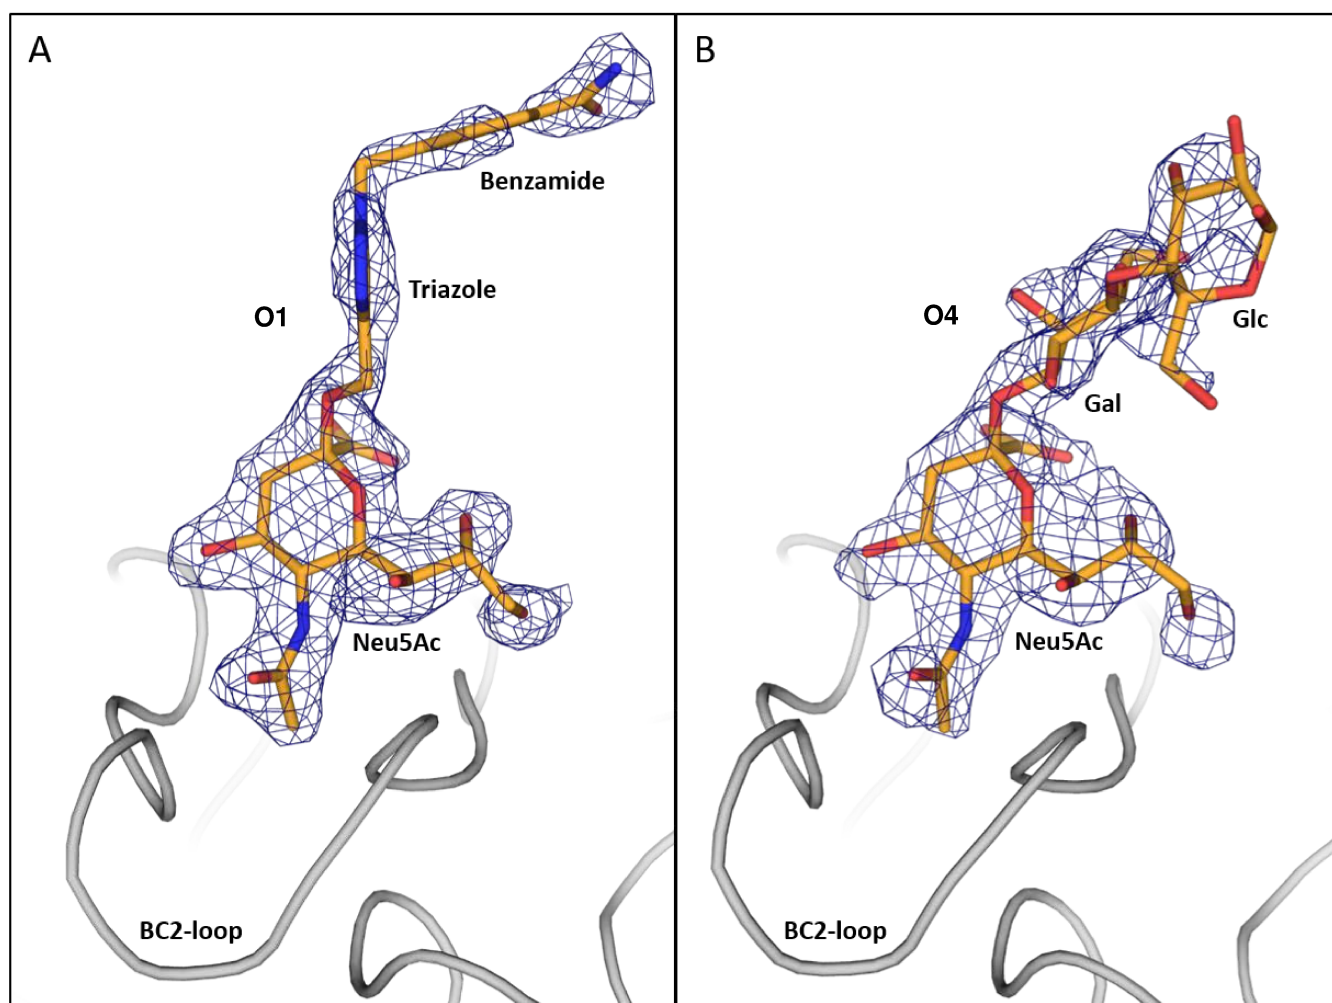 A
Benzamide
Triazole
O1
Neu5Ac
BC2-loop
B
O4
Glc
Gal
Neu5Ac
BC2-loop